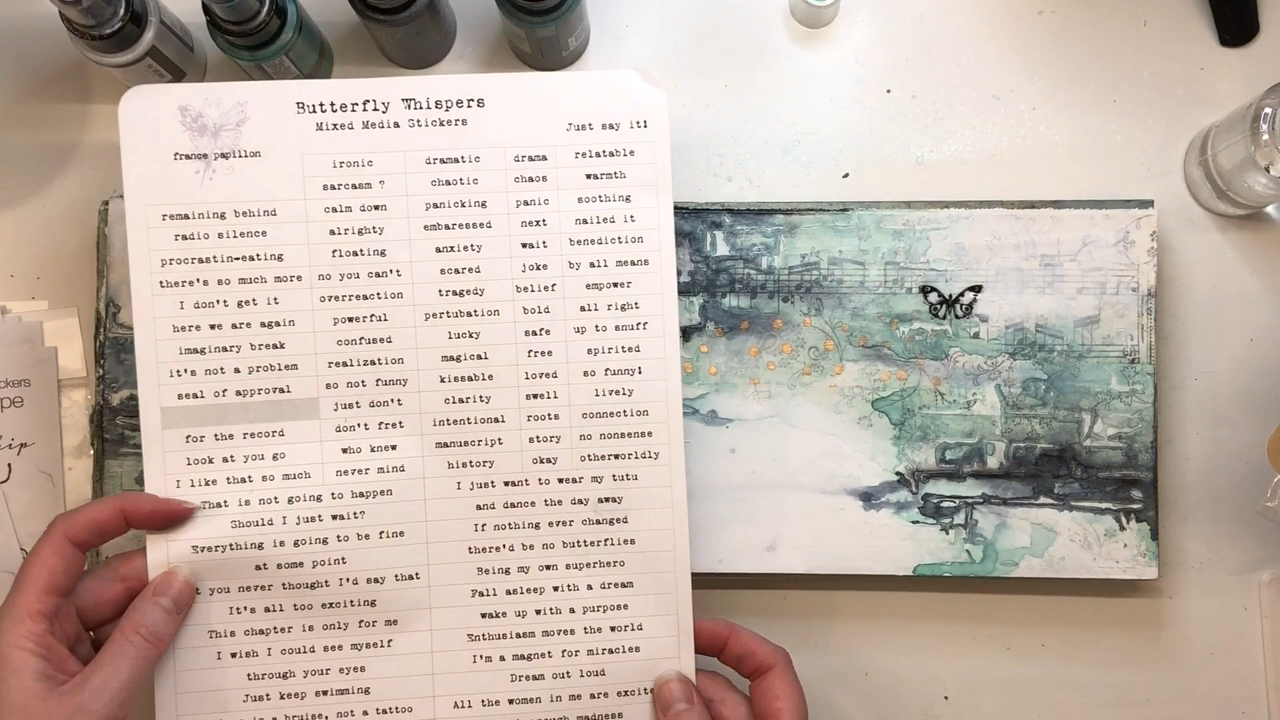 Butterfly Whispers
Mixed Media Stickers
Just say it!
france papillon
ironic dramatic drama relatable
sarcasm ? chaotic chaos warmth
remaining behind calm down panicking panic soothing
radio silence alrighty embaressed next nailed it
procrastin-eating floating anxiety wait benediction
there's so much more no you can't scared joke by all means
I don't get it overreaction tragedy belief empower
here we are again powerful pertubation bold all right
imaginary break confused lucky safe up to snuff
it's not a problem realization magical free spirited
seal of approval so not funny kissable loved so funny!
just don't clarity swell lively
for the record don't fret intentional roots connection
look at you go who knew manuscript story no nonsense
I like that so much never mind history okay otherworldly
That is not going to happen
Should I just wait?
Everything is going to be fine
at some point
you never thought I'd say that
It's all too exciting
This chapter is only for me
I wish I could see myself
through your eyes
Just keep swimming
is a bruise, not a tattoo
I just want to wear my tutu
and dance the day away
If nothing ever changed
there'd be no butterflies
Being my own superhero
Fall asleep with a dream
wake up with a purpose
Enthusiasm moves the world
I'm a magnet for miracles
Dream out loud
All the women in me are
madness